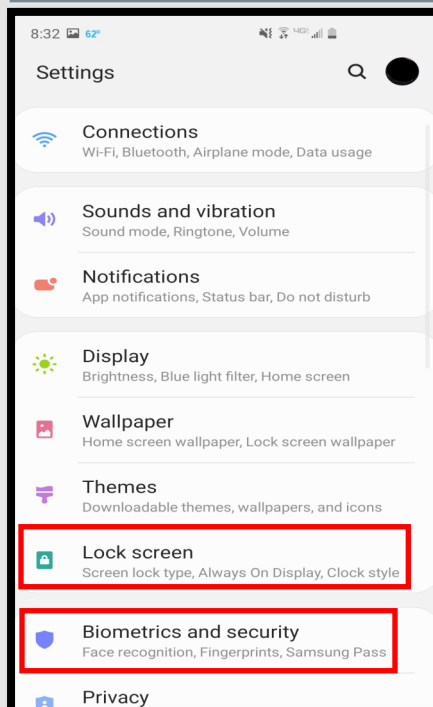 8:32 62°
Settings
Connections
Wi-Fi, Bluetooth, Airplane mode, Data usage
Sounds and vibration
Sound mode, Ringtone, Volume
Notifications
App notifications, Status bar, Do not disturb
Display
Brightness, Blue light filter, Home screen
Wallpaper
Home screen wallpaper, Lock screen wallpaper
Themes
Downloadable themes, wallpapers, and icons
Lock screen
Screen lock type, Always On Display, Clock style
Biometrics and security
Face recognition, Fingerprints, Samsung Pass
Privacy